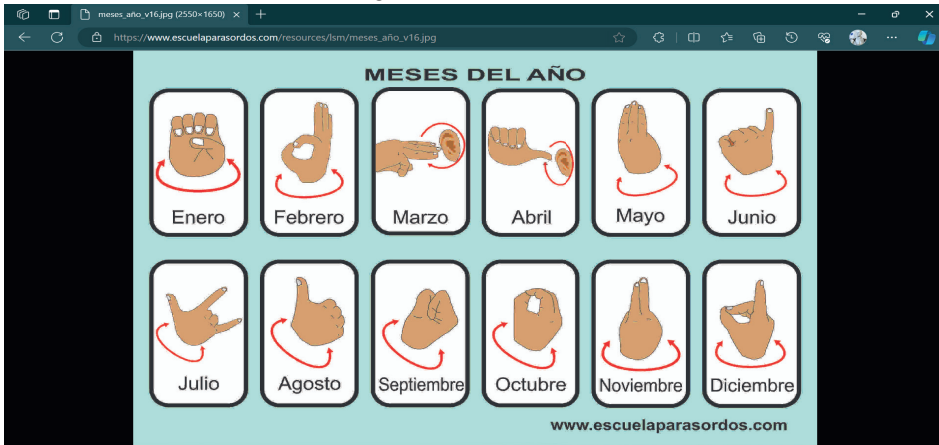 meses_año_v16.jpg (2550×1650)
https://www.escuelaparasordos.com/resources/lsm/meses_año_v16.jpg
MESES DEL AÑO
Enero
Febrero
Marzo
Abril
Mayo
Junio
Julio
Agosto
Septiembre
Octubre
Noviembre
Diciembre
www.escuelaparasordos.com